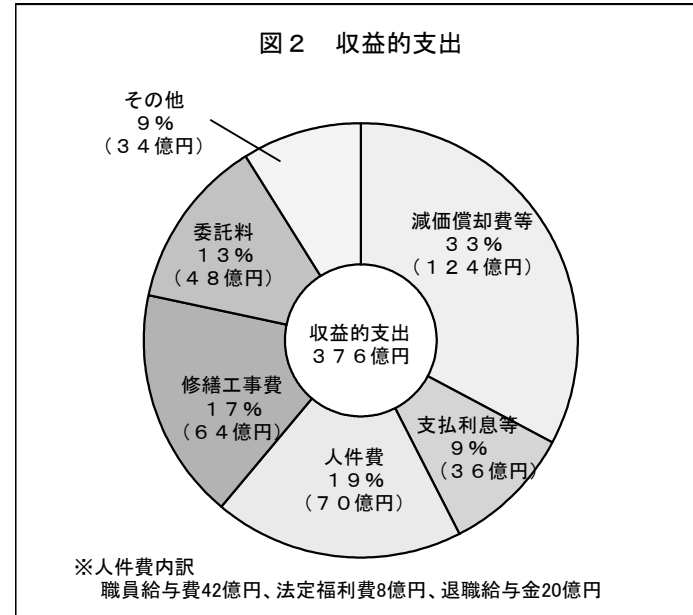 図２　収益的支出
その他
９％
（３４億円）
減価償却費等
３３％
（１２４億円）
委託料
１３％
（４８億円）
収益的支出
３７６億円
修繕工事費
１７％
（６４億円）
支払利息等
９％
（３６億円）
人件費
１９％
（７０億円）
※人件費内訳
職員給与費42億円、法定福利費8億円、退職給与金20億円